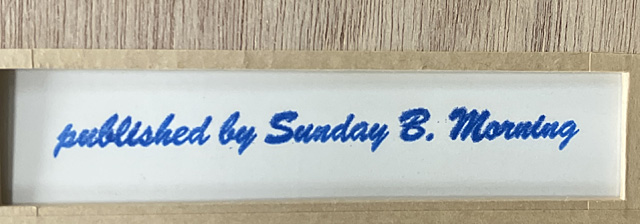 published by Sunday B. Morning